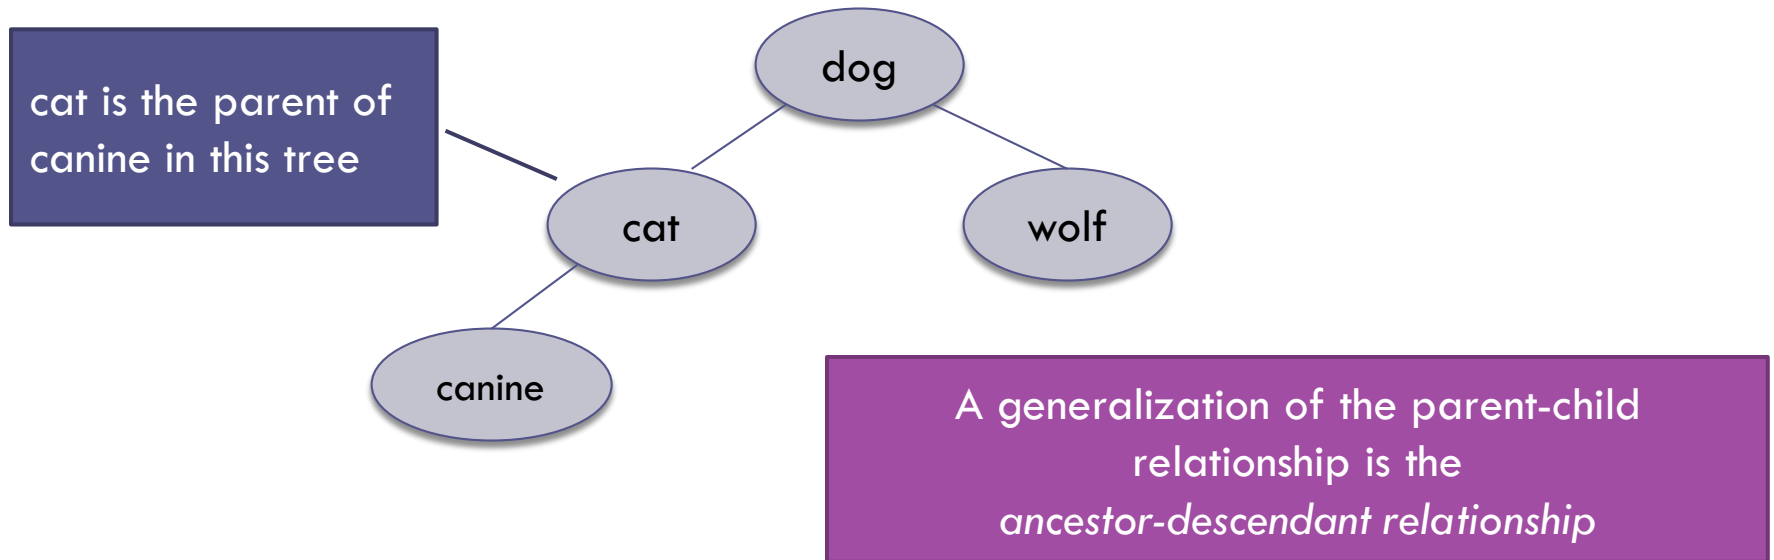 dog
cat is the parent of
canine in this tree
cat
wolf
canine
A generalization of the parent-child
relationship is the
ancestor-descendant relationship